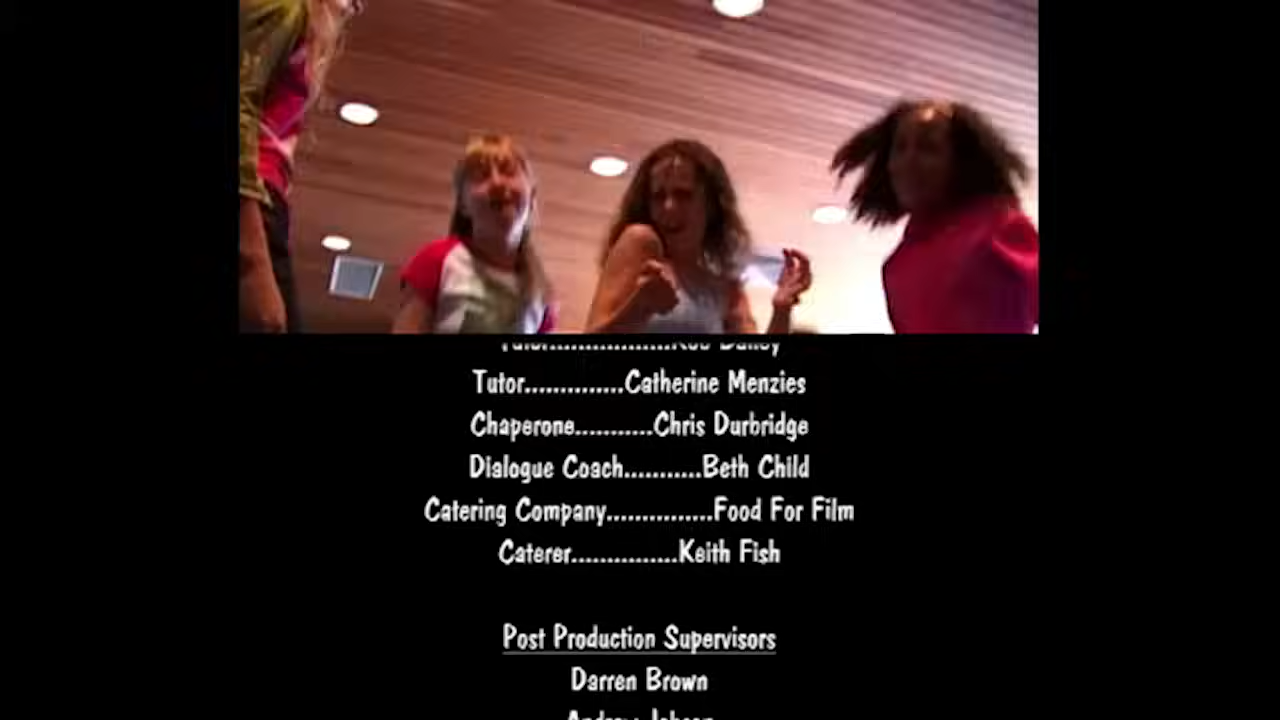 Tutor..................
Tutor..............Catherine Menzies
Chaperone...........Chris Durbridge
Dialogue Coach...........Beth Child
Catering Company...............Food For Film
Caterer...............Keith Fish
Post Production Supervisors
Darren Brown